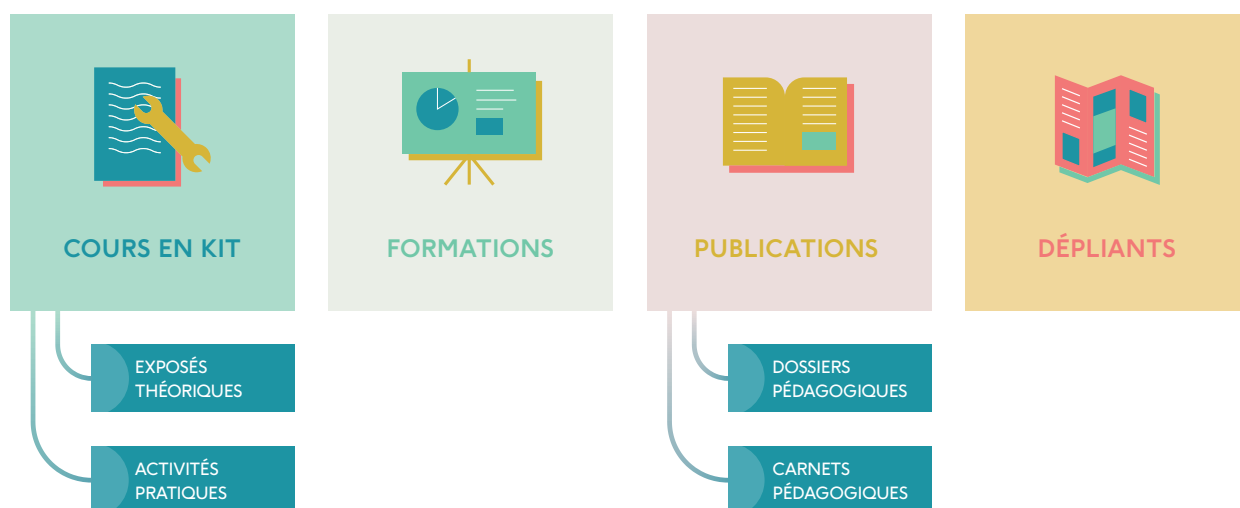 COURS EN KIT
FORMATIONS
PUBLICATIONS
DÉPLIANTS
EXPOSÉS
THÉORIQUES
DOSSIERS
PÉDAGOGIQUES
ACTIVITÉS
PRATIQUES
CARNETS
PÉDAGOGIQUES